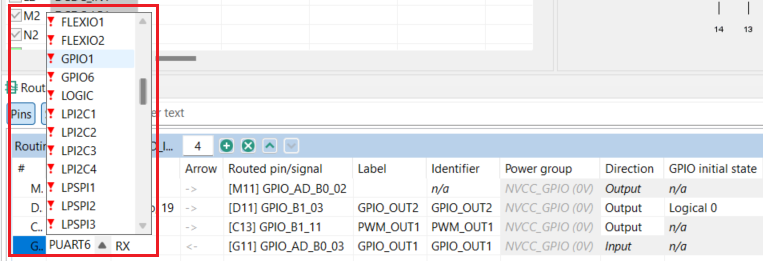 M2
N2
FLEXIO1
FLEXIO2
GPIO1
GPIO6
LOGIC
LPI2C1
LPI2C2
LPI2C3
LPI2C4
LPSPI1
LPSPI2
LPSPI3
14 13
Rou
Pins er text
Routin D_I... 4
# Arrow Routed pin/signal Label Identifier Power group Direction GPIO initial state
M. -> [M11] GPIO_AD_B0_02 n/a NVCC_GPIO (0V) Output n/a
D. 19 -> [D11] GPIO_B1_03 GPIO_OUT2 GPIO_OUT2 NVCC_GPIO (0V) Output Logical 0
C.. -> [C13] GPIO_B1_11 PWM_OUT1 PWM_OUT1 NVCC_GPIO (0V) Output n/a
G.. PUART6 RX <- [G11] GPIO_AD_B0_03 GPIO_OUT1 GPIO_OUT1 NVCC_GPIO (0V) Input n/a